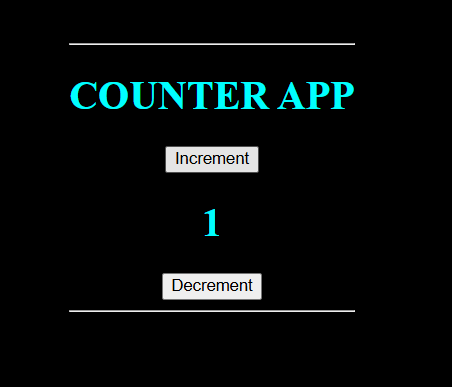 COUNTER APP
Increment
1
Decrement